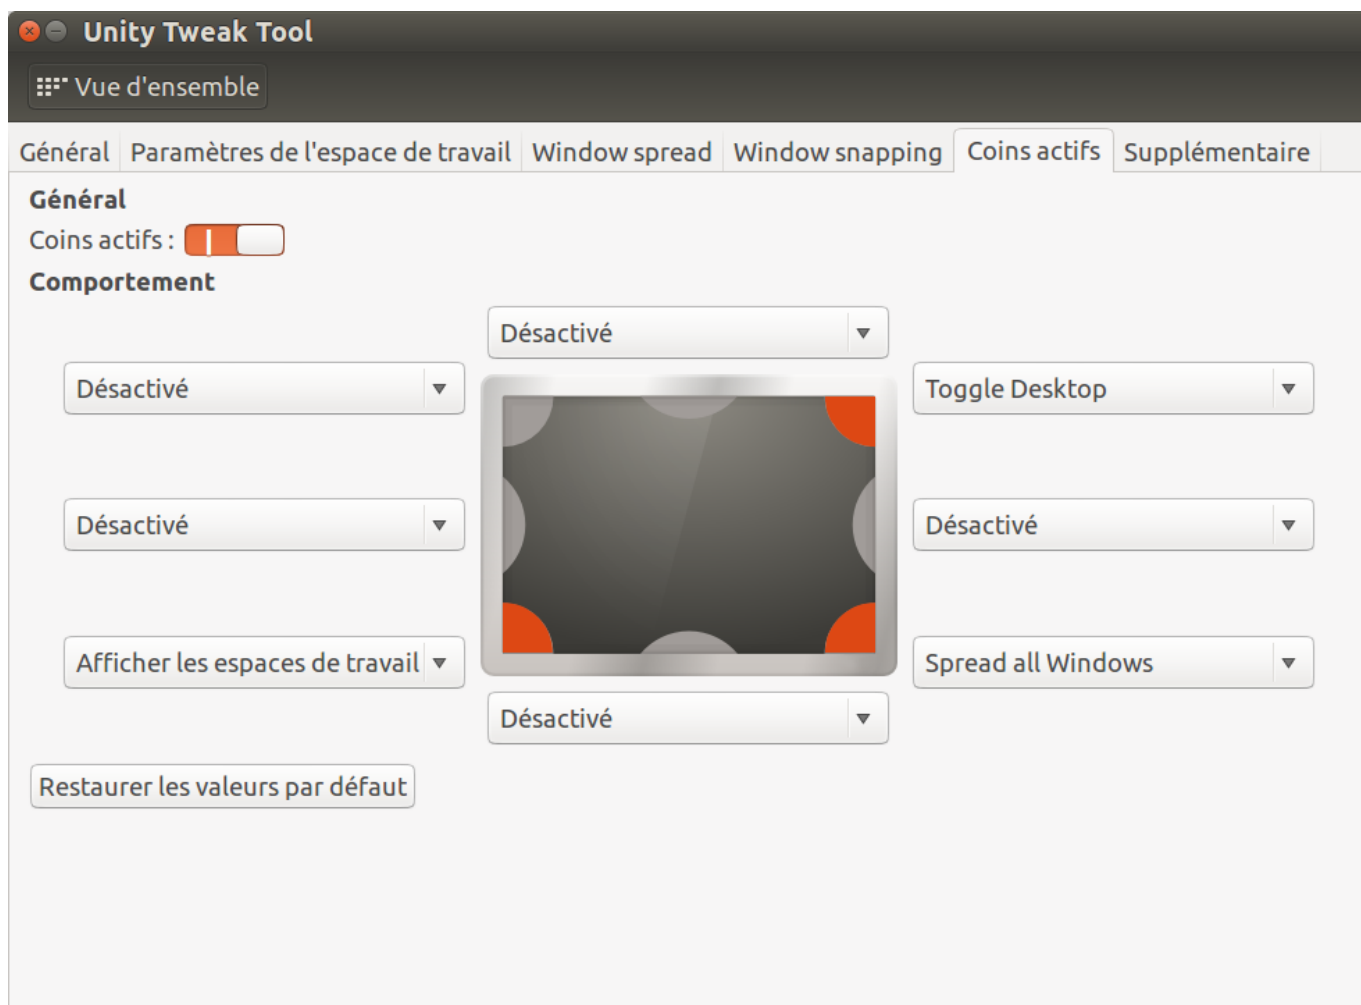 Unity Tweak Tool
Vue d'ensemble
Général Paramètres de l'espace de travail Window spread Window snapping Coins actifs Supplémentaire
Général
Coins actifs :
Comportement
Désactivé
Désactivé
Toggle Desktop
Désactivé
Désactivé
Afficher les espaces de travail
Spread all Windows
Désactivé
Restaurer les valeurs par défaut